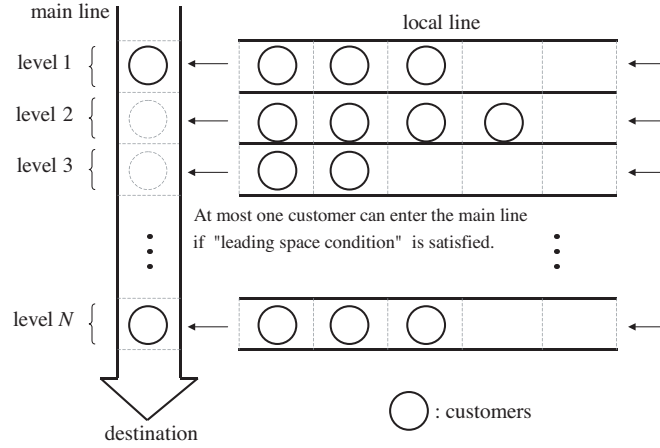 main line
local line
level 1
level 2
level 3
At most one customer can enter the main line
if "leading space condition" is satisfied.
level N
: customers
destination